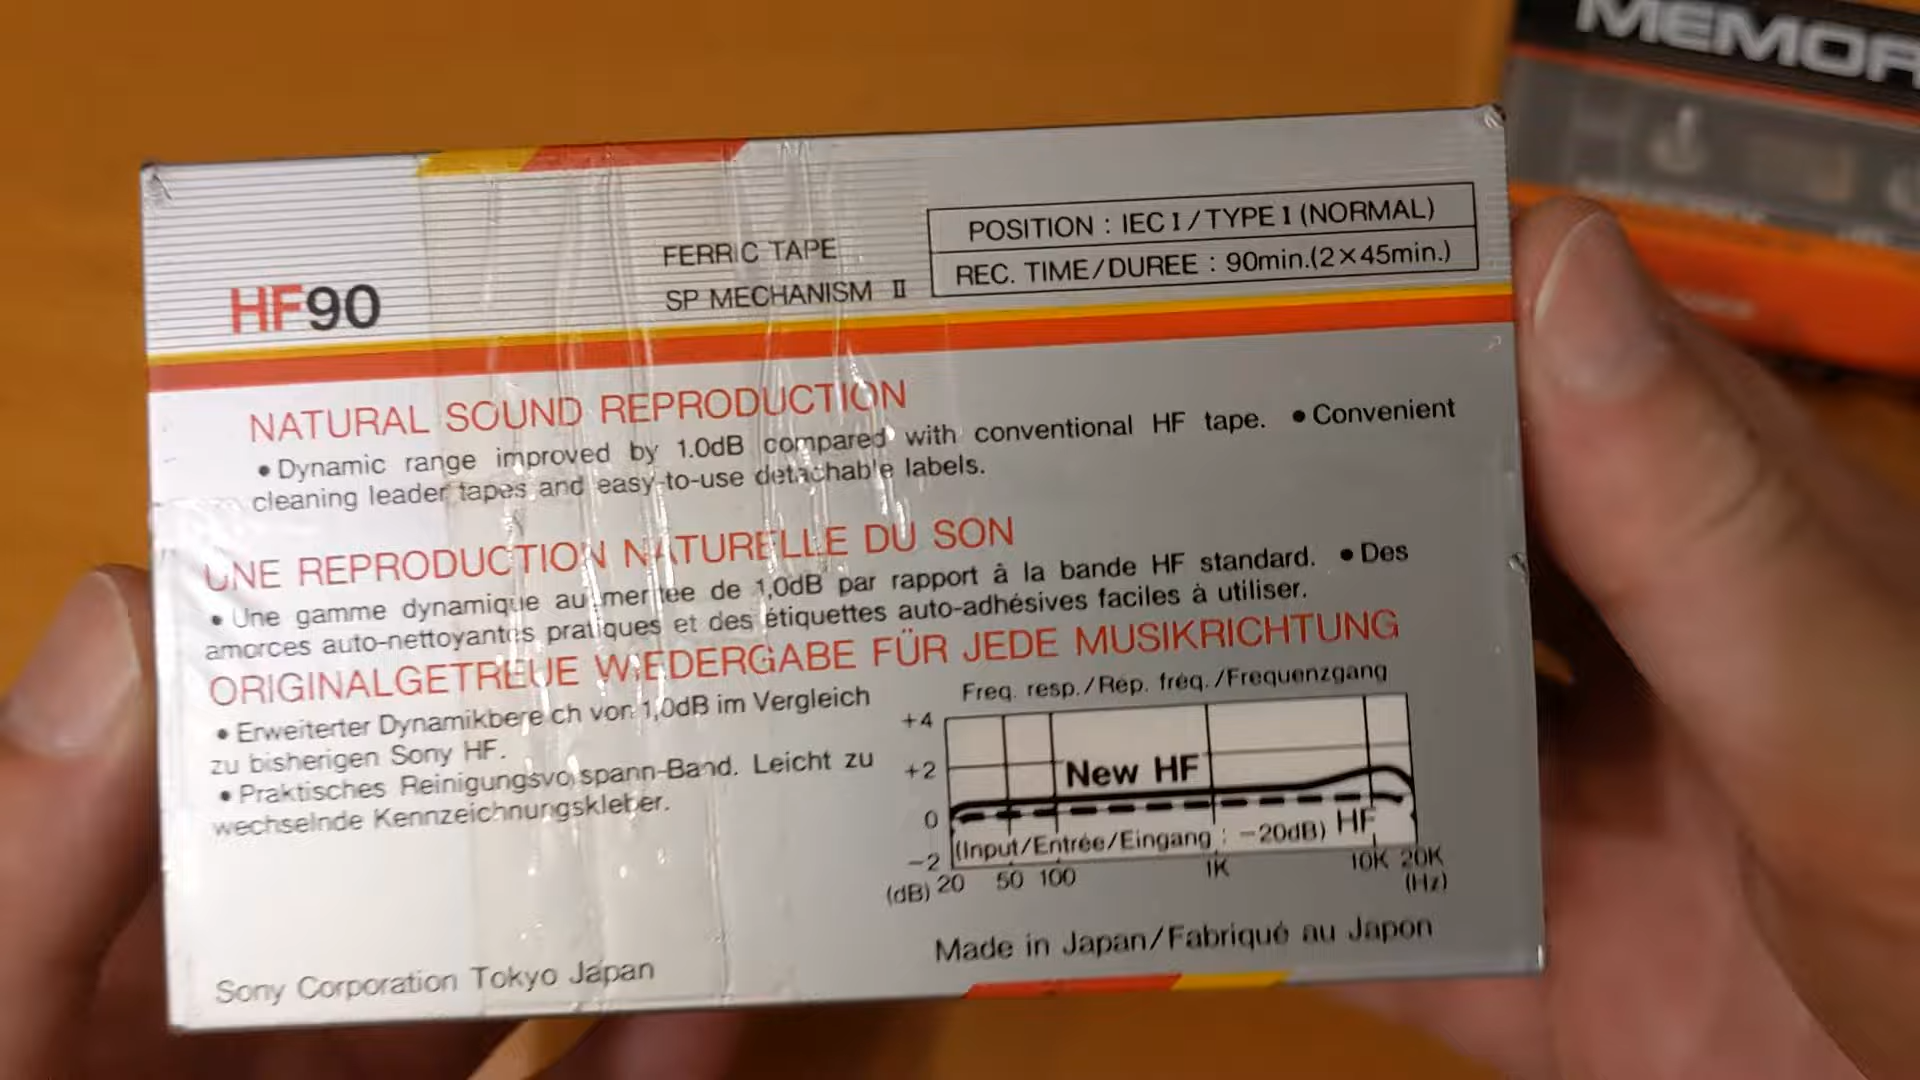 MEMOR
HF90
FERRIC TAPE
SP MECHANISM II
POSITION : IEC I / TYPE I (NORMAL)
REC. TIME/DUREE : 90min.(2×45min.)
NATURAL SOUND REPRODUCTION
• Dynamic range improved by 1.0dB compared with conventional HF tape. • Convenient
cleaning leader tapes and easy-to-use detachable labels.
UNE REPRODUCTION NATURELLE DU SON
• Une gamme dynamique augmentée de 1,0dB par rapport à la bande HF standard. • Des
amorces auto-nettoyantes pratiques et des étiquettes auto-adhésives faciles à utiliser.
ORIGINALGETREUE WIEDERGABE FÜR JEDE MUSIKRICHTUNG
• Erweiterter Dynamikbereich von 1,0dB im Vergleich
zu bisherigen Sony HF.
• Praktisches Reinigungsvorspann-Band. Leicht zu
wechselnde Kennzeichnungskleber.
Freq. resp./Rép. fréq./Frequenzgang
+4
+2
0
-2
(dB)
New HF
HF
(Input/Entrée/Eingang : -20dB)
20 50 100 1K 10K 20K
(Hz)
Made in Japan/Fabriqué au Japon
Sony Corporation Tokyo Japan